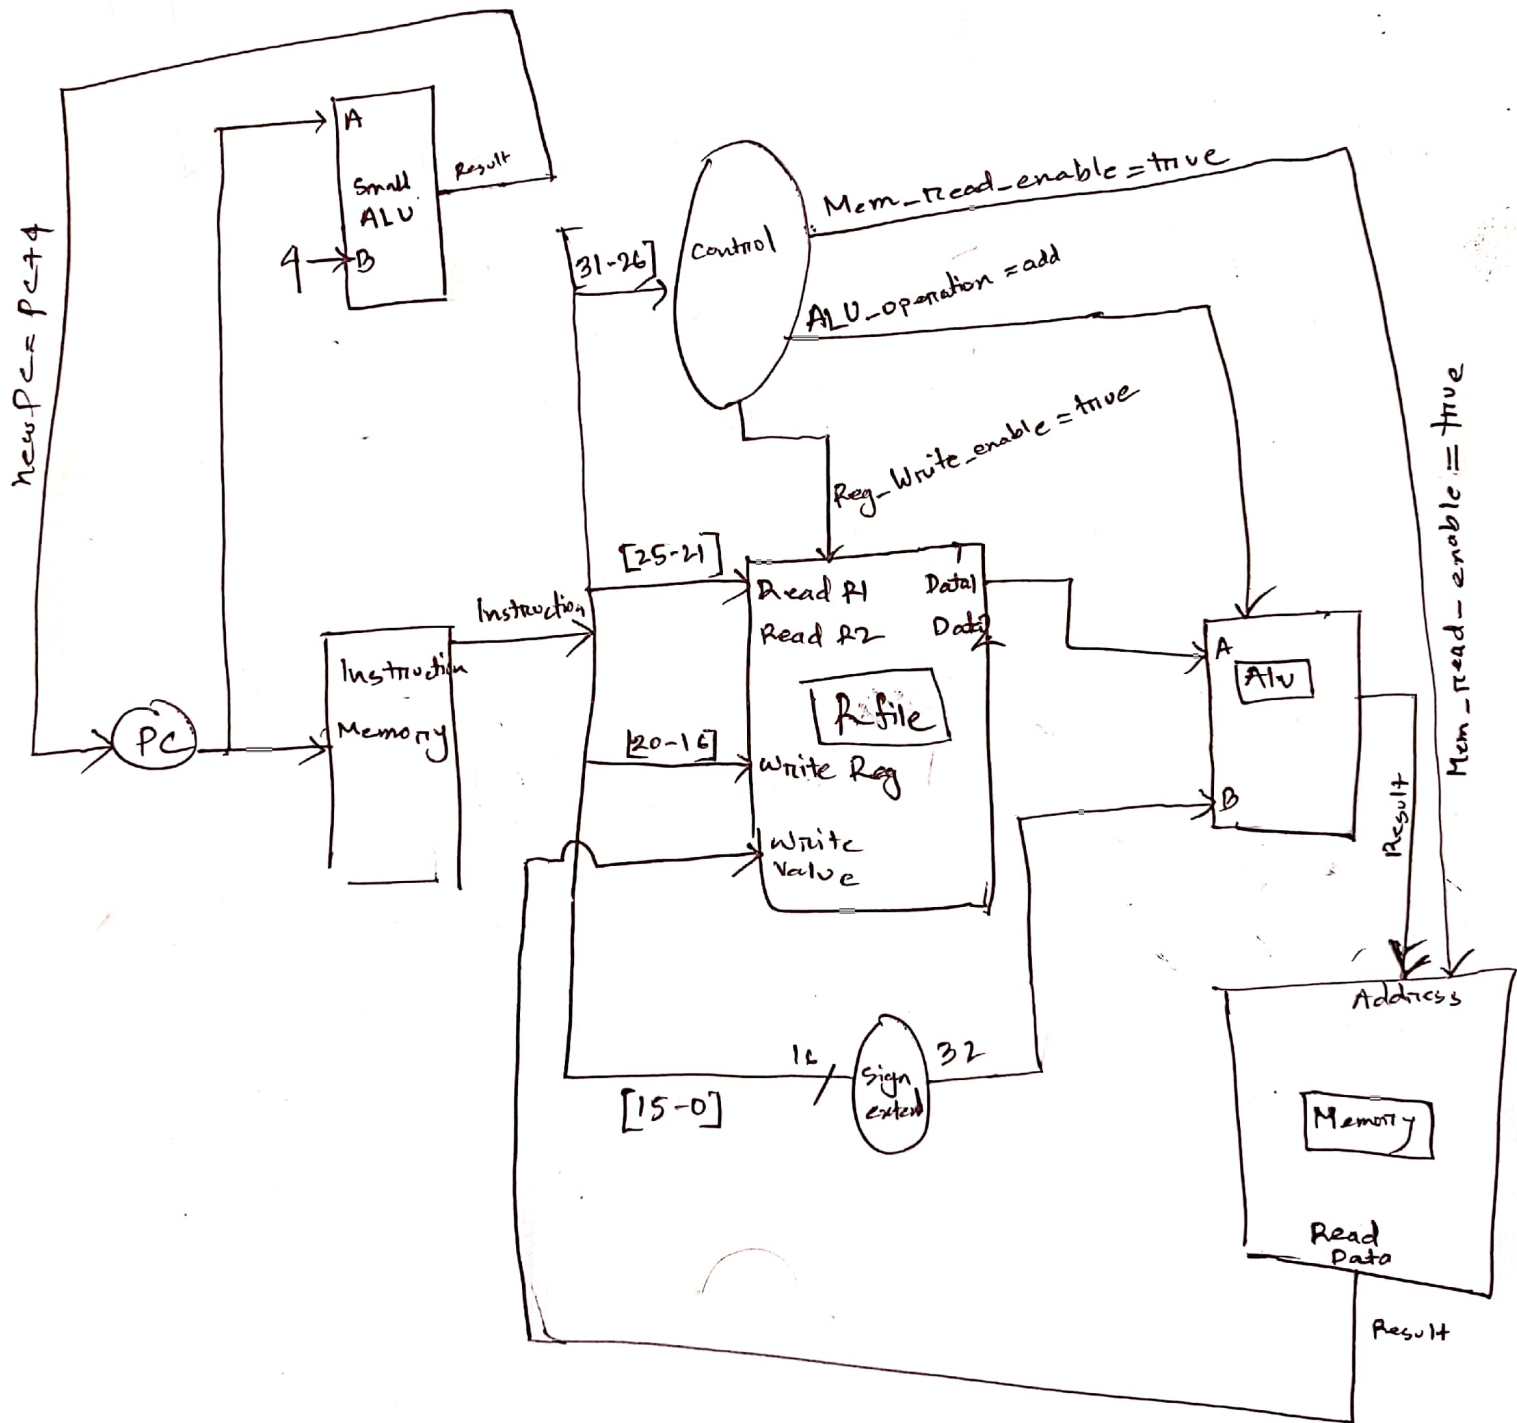 A
Small
ALU
B
4
Result
new PC = PC+4
PC
Instruction
Memory
Instruction
[31-26]
Control
Mem_read_enable = true
ALU_operation = add
Reg_Write_enable = true
Mem_read_enable = true
[25-21]
Read R1
Data1
Read R2
Data2
R-file
[20-16]
Write Reg
Write
Value
A
Alu
B
Result
16
32
Sign
extend
[15-0]
Address
Memory
Read
Data
Result